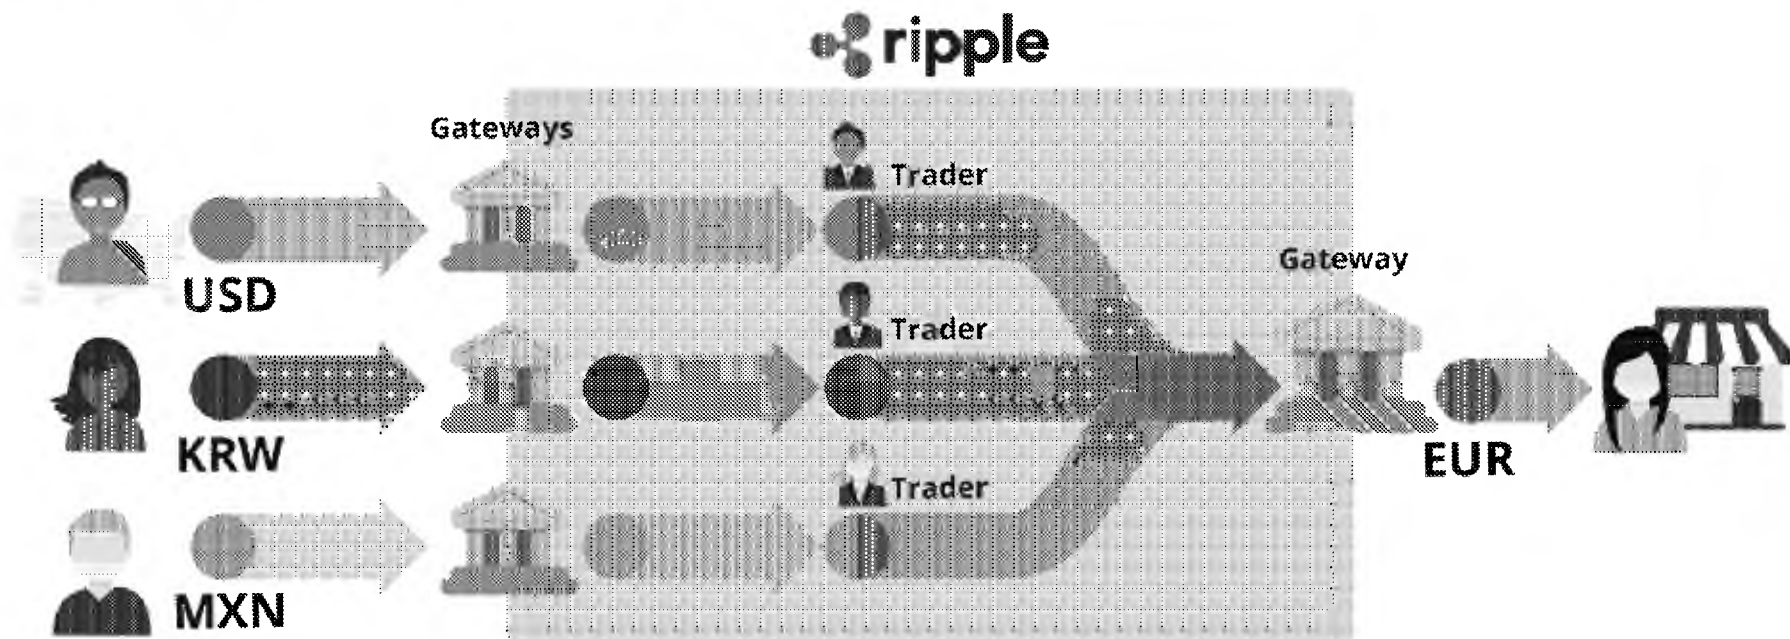 ripple
Gateways
Trader
USD
Trader
KRW
Trader
MXN
Gateway
EUR